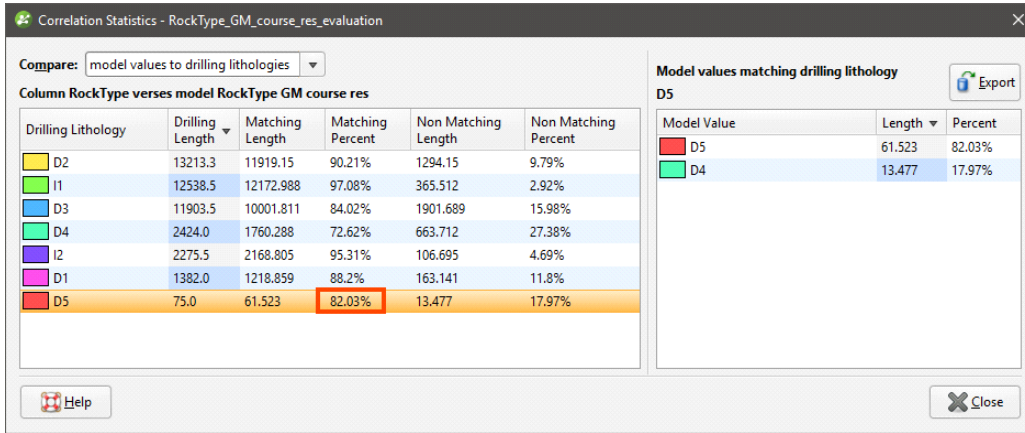 Correlation Statistics - RockType_GM_course_res_evaluation
Compare: model values to drilling lithologies
Column RockType verses model RockType GM course res
Drilling Lithology Drilling Length Matching Length Matching Percent Non Matching Length Non Matching Percent
D2 13213.3 11919.15 90.21% 1294.15 9.79%
I1 12538.5 12172.988 97.08% 365.512 2.92%
D3 11903.5 10001.811 84.02% 1901.689 15.98%
D4 2424.0 1760.288 72.62% 663.712 27.38%
I2 2275.5 2168.805 95.31% 106.695 4.69%
D1 1382.0 1218.859 88.2% 163.141 11.8%
D5 75.0 61.523 82.03% 13.477 17.97%
Model values matching drilling lithology
D5
Export
Model Value Length Percent
D5 61.523 82.03%
D4 13.477 17.97%
Help
Close